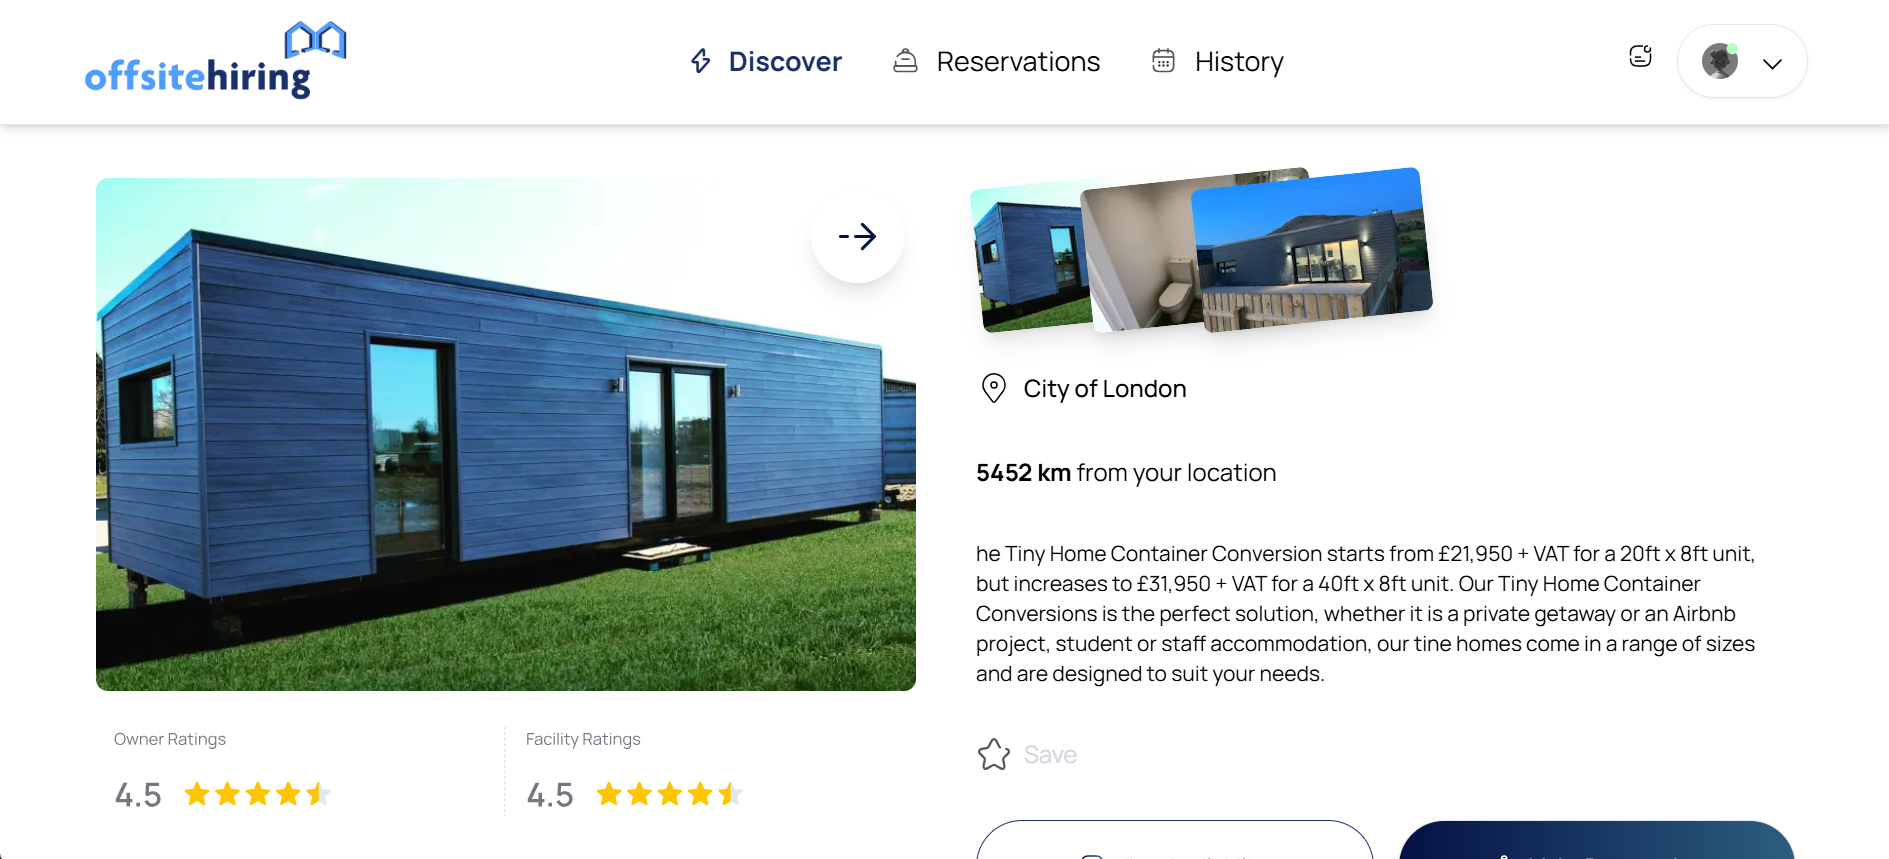 offsitehiring
Discover
Reservations
History
City of London
5452 km from your location
he Tiny Home Container Conversion starts from £21,950 + VAT for a 20ft x 8ft unit,
but increases to £31,950 + VAT for a 40ft x 8ft unit. Our Tiny Home Container
Conversions is the perfect solution, whether it is a private getaway or an Airbnb
project, student or staff accommodation, our tine homes come in a range of sizes
and are designed to suit your needs.
Save
Owner Ratings
4.5
Facility Ratings
4.5